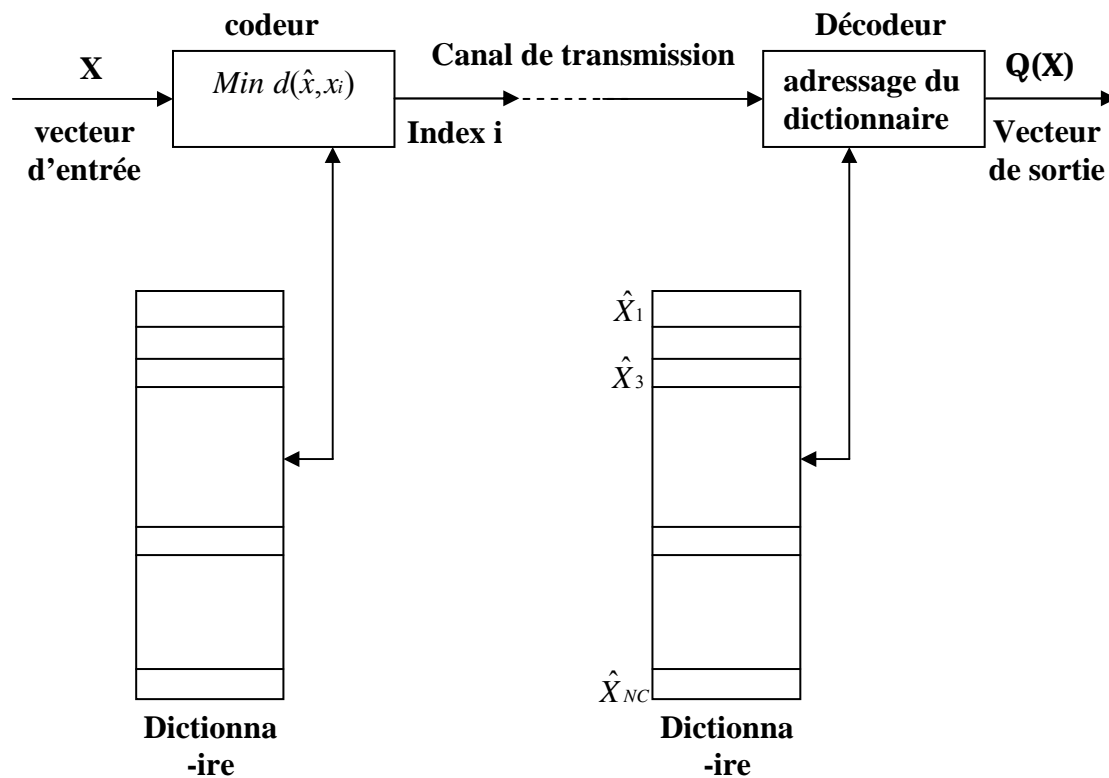 codeur
Décodeur
Canal de transmission
X
Min d(x̂,xᵢ)
adressage du
dictionnaire
Q(X)
vecteur
d’entrée
Index i
Vecteur
de sortie
X̂₁
X̂₃
X̂NC
Dictionna
-ire
Dictionna
-ire